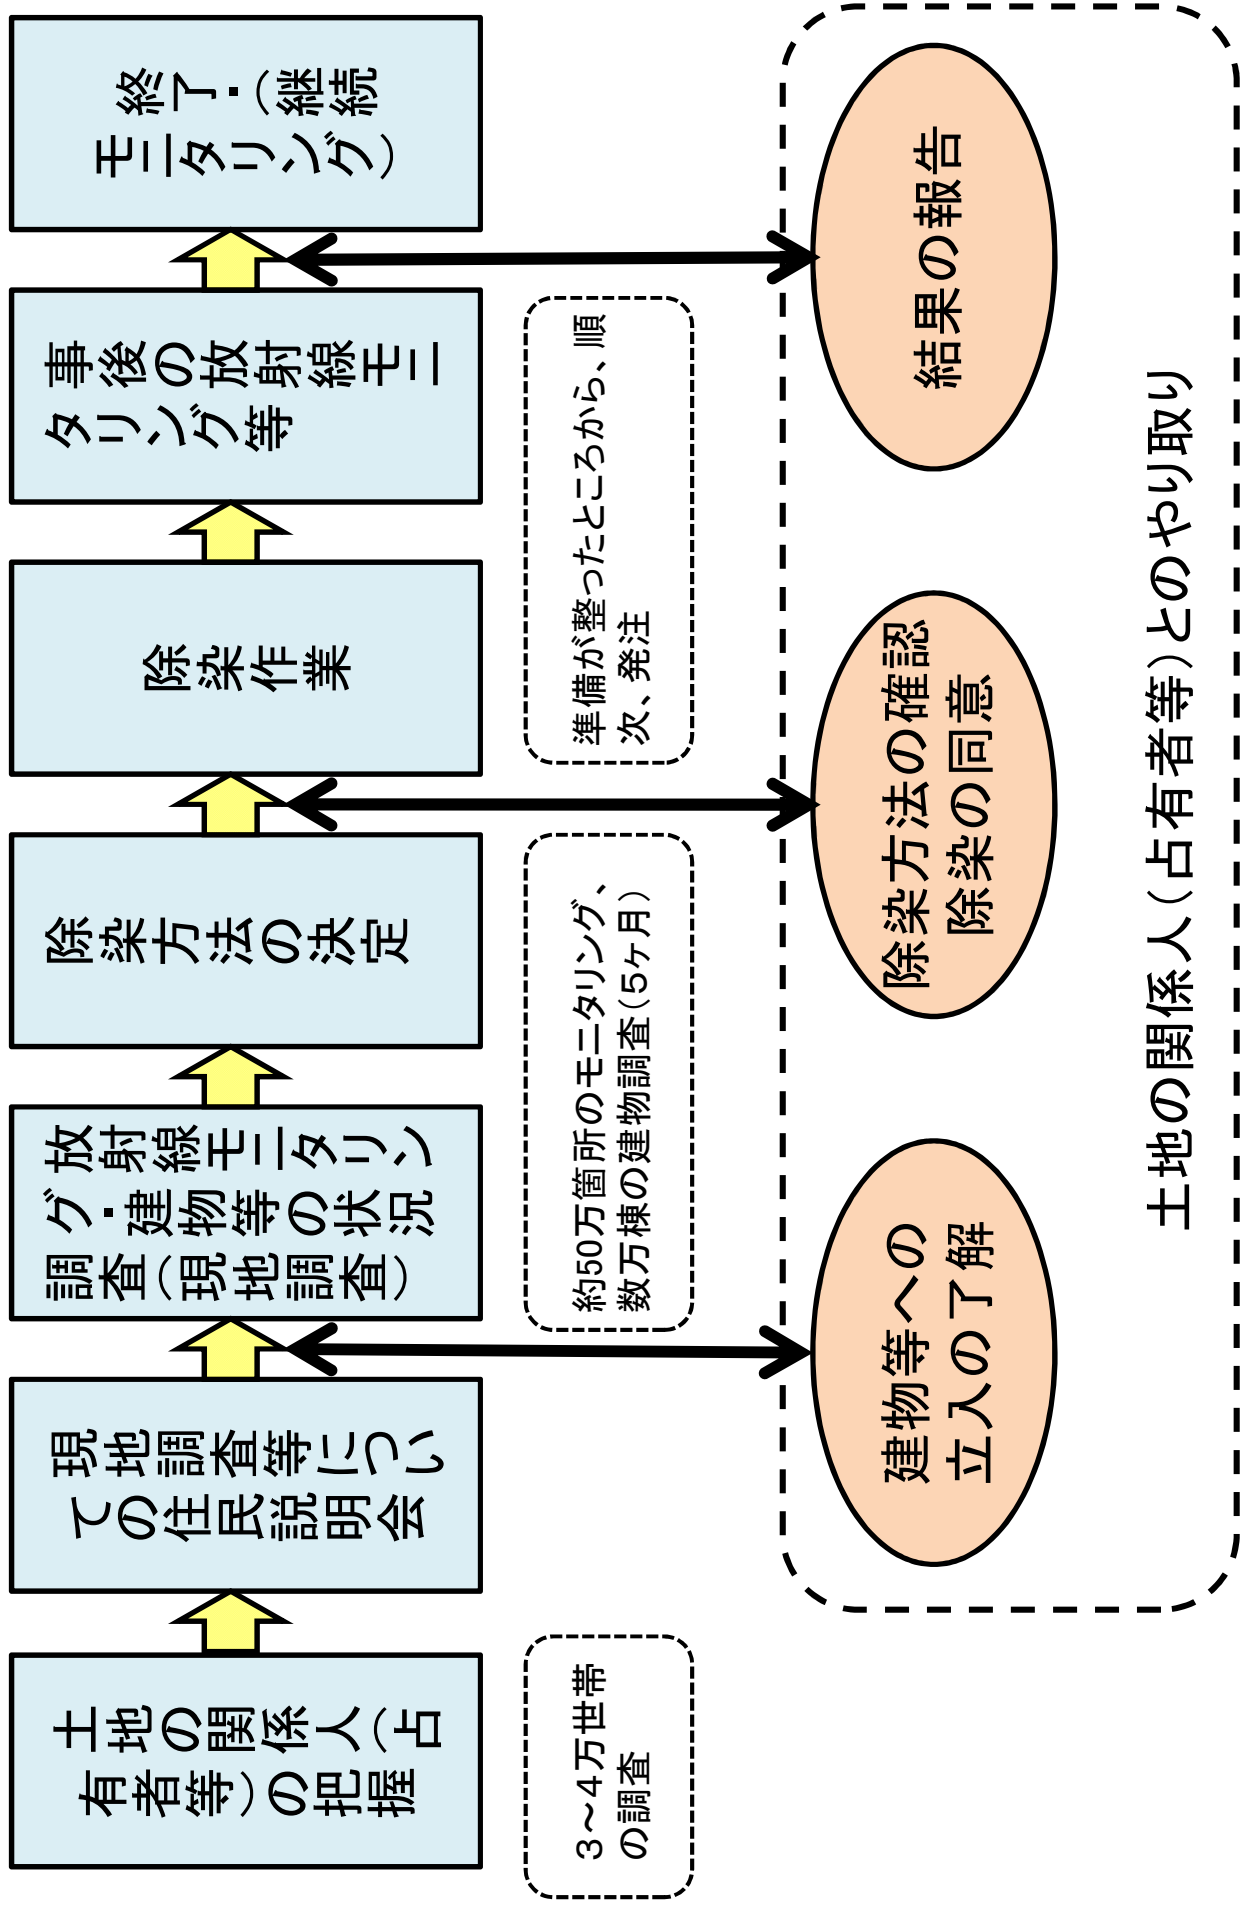 土地の関係人(占
有者等)の把握
現地調査等につい
ての住民説明会
放射線モニタリン
グ・建物等の状況
調査(現地調査)
除染方法の決定
除染作業
事後の放射線モニ
タリング等
終了・(継続
モニタリング)
3～4万世帯
の調査
約50万箇所のモニタリング、
数万棟の建物調査(5ヶ月)
準備が整ったところから、順
次、発注
建物等への
立入の了解
除染方法の確認
除染の同意
結果の報告
土地の関係人(占有者等)とのやり取り